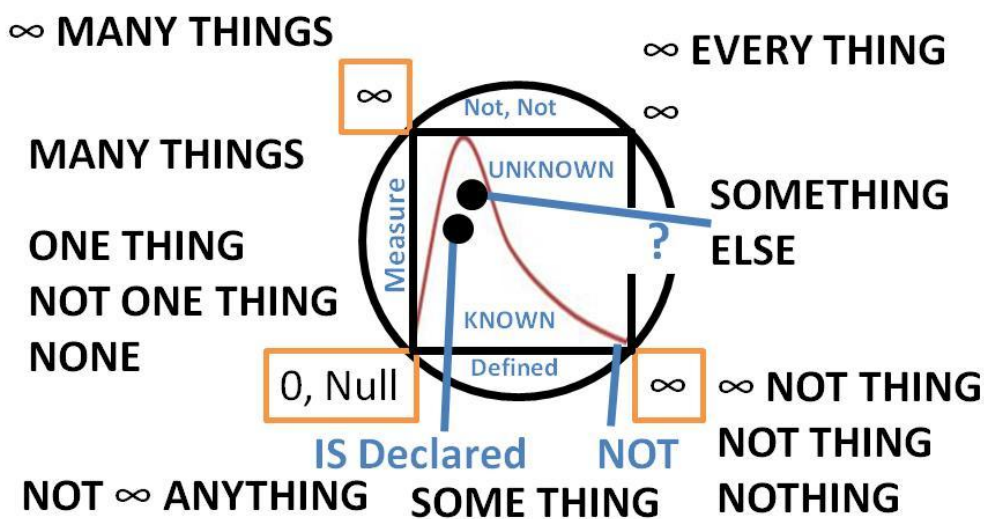 ∞ MANY THINGS
∞ EVERY THING
∞
Not, Not
∞
MANY THINGS
UNKNOWN
Measure
SOMETHING
ELSE
?
ONE THING
NOT ONE THING
NONE
KNOWN
Defined
0, Null
∞
∞ NOT THING
NOT THING
NOTHING
IS Declared
NOT
NOT ∞ ANYTHING
SOME THING